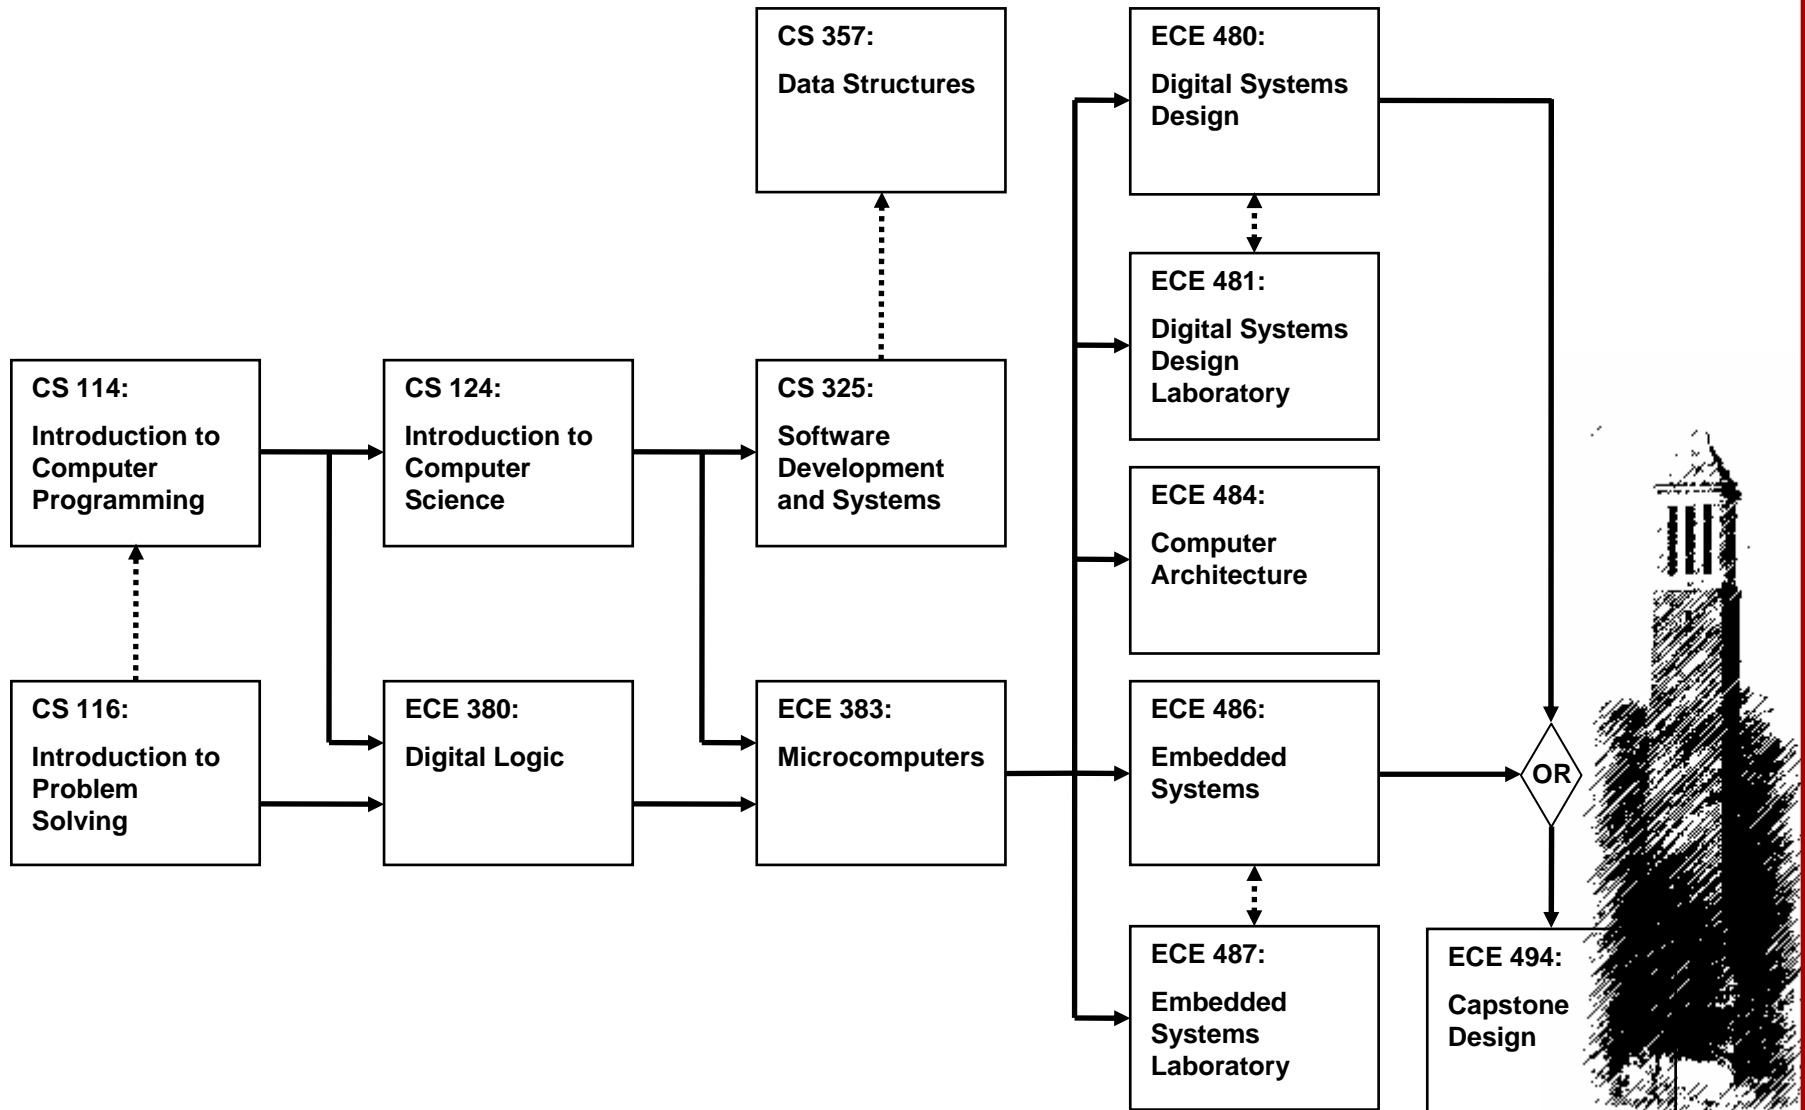 CS 357:
Data Structures
ECE 480:
Digital Systems
Design
ECE 481:
Digital Systems
Design
Laboratory
CS 114:
Introduction to
Computer
Programming
CS 124:
Introduction to
Computer
Science
CS 325:
Software
Development
and Systems
ECE 484:
Computer
Architecture
CS 116:
Introduction to
Problem
Solving
ECE 380:
Digital Logic
ECE 383:
Microcomputers
ECE 486:
Embedded
Systems
OR
ECE 487:
Embedded
Systems
Laboratory
ECE 494:
Capstone
Design